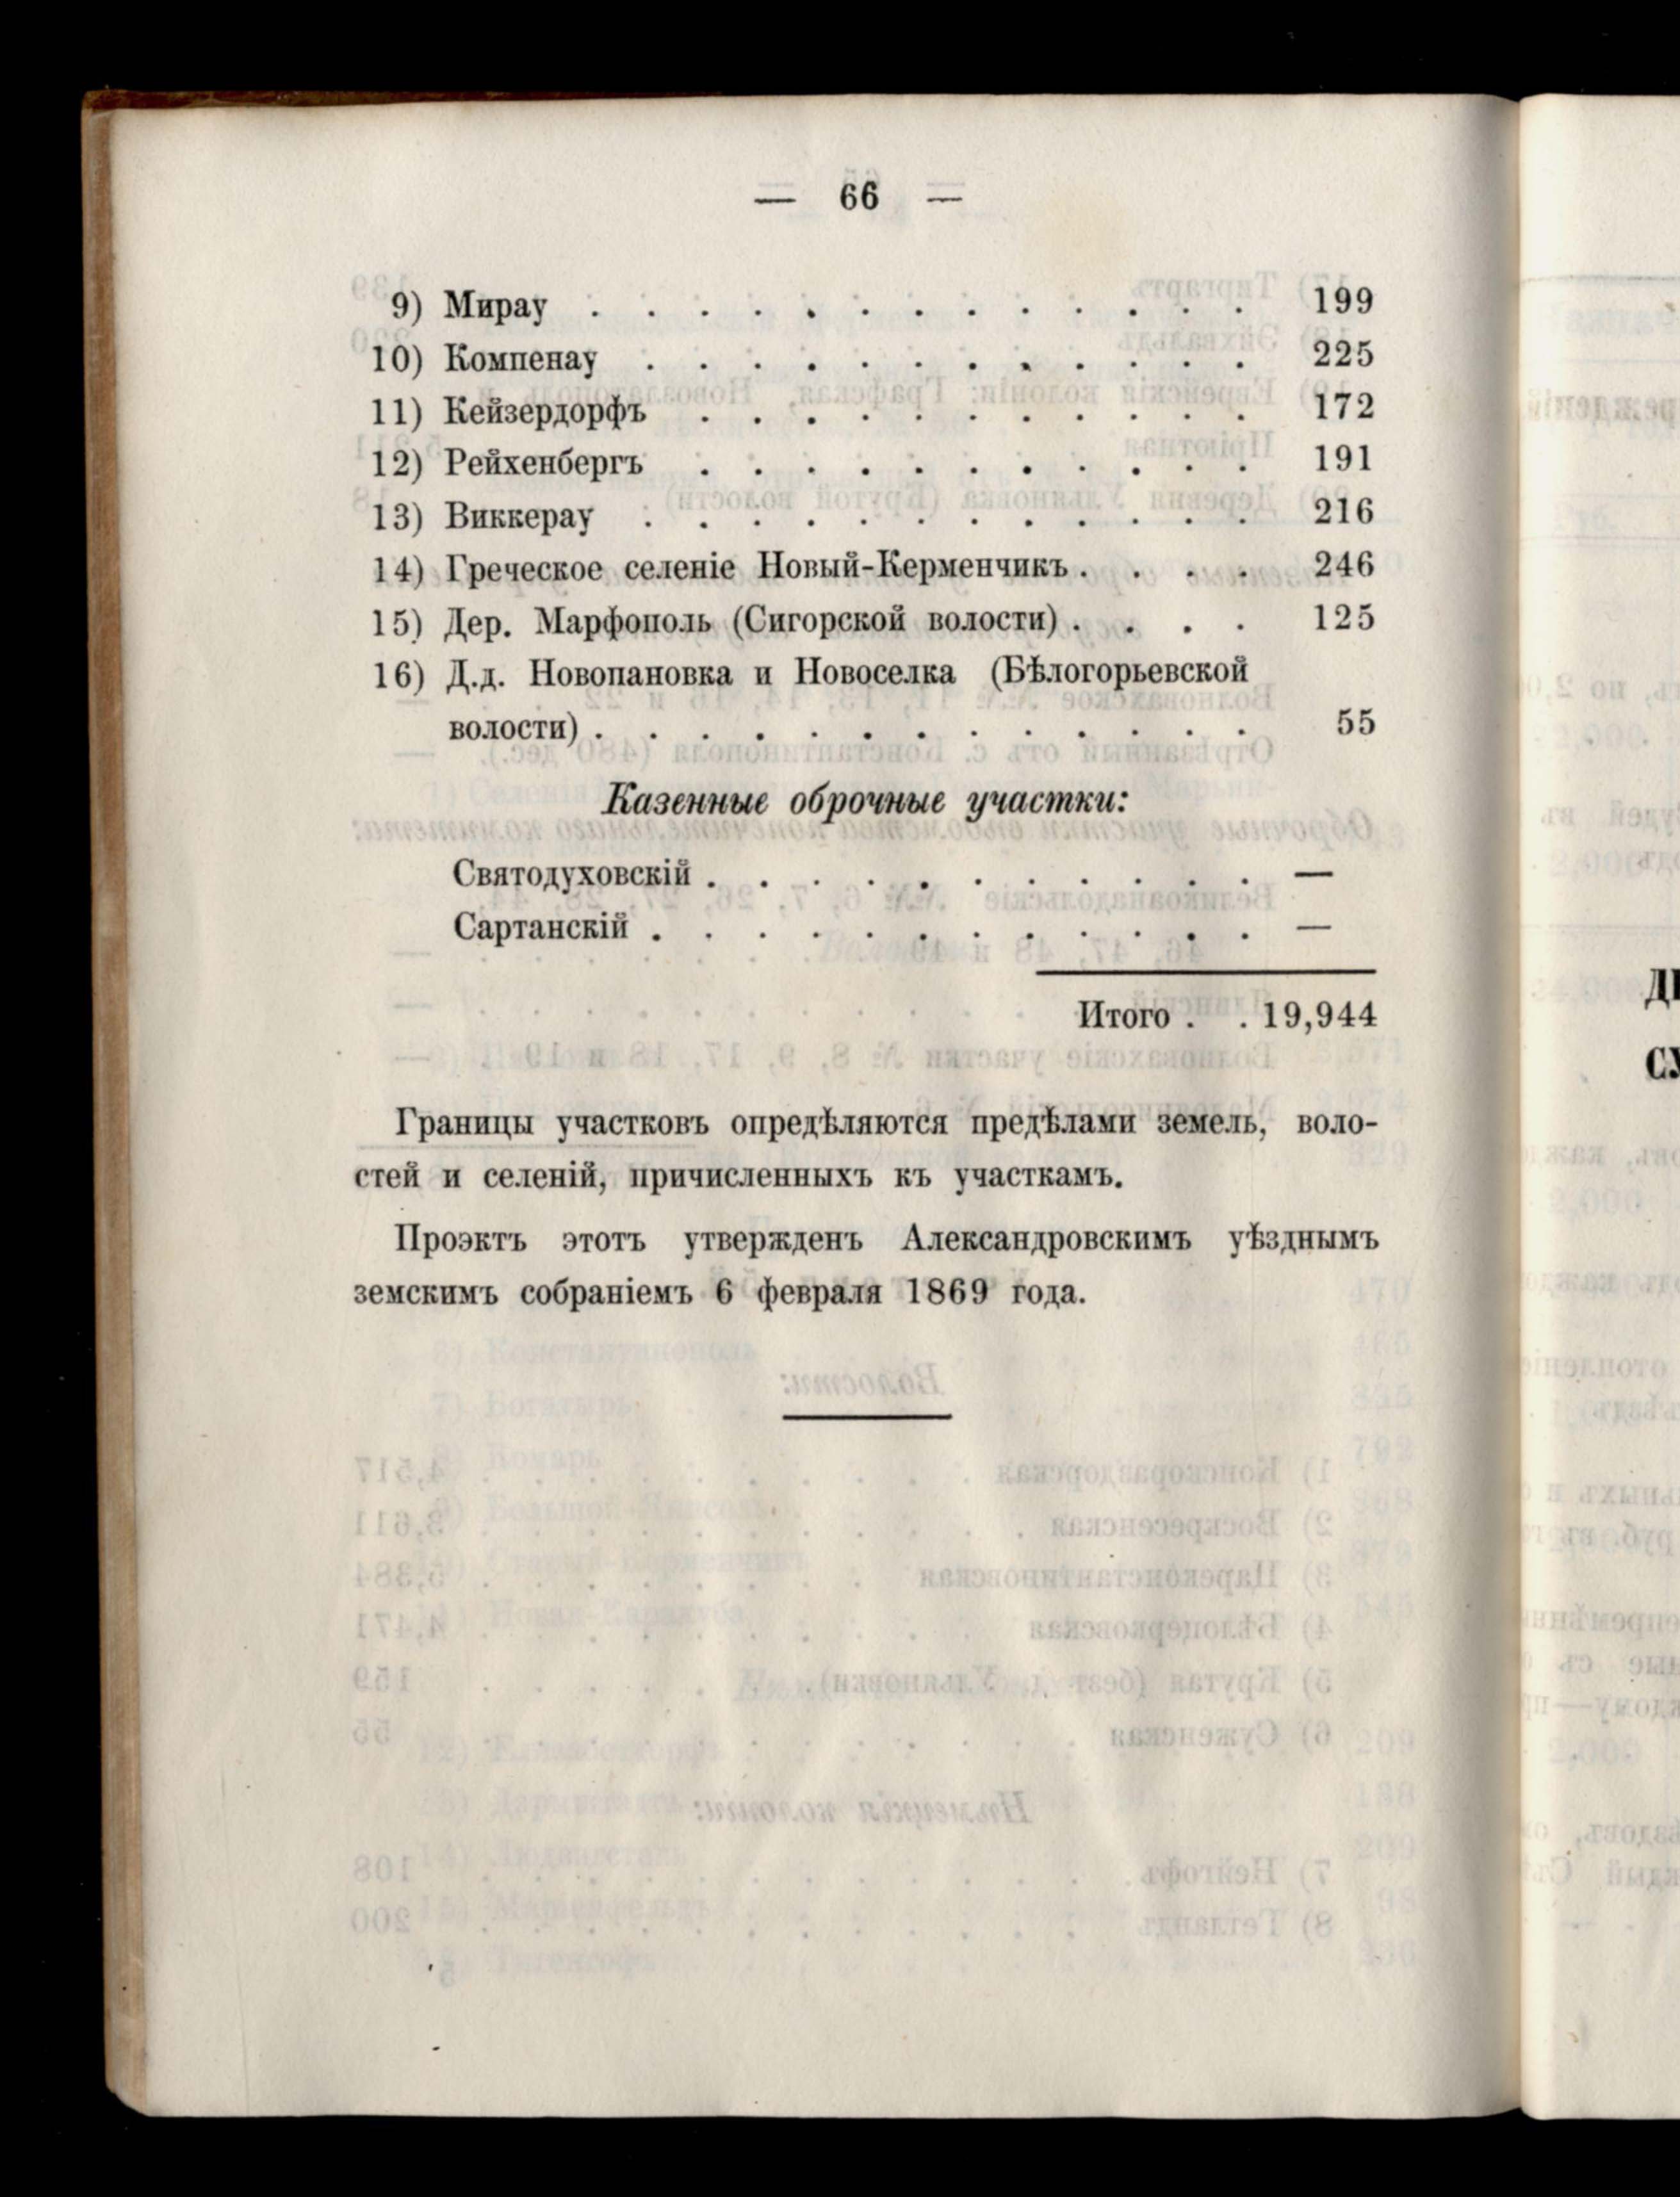 — 66 —
9) Мирау . . . . . . . . . . . . . 199
10) Компенау . . . . . . . . . . . . 225
11) Кейзердорфъ . . . . . . . . . . . 172
12) Рейхенбергъ . . . . . . . . . . . 191
13) Виккерау . . . . . . . . . . . . 216
14) Греческое селеніе Новый-Керменчикъ . . . . 246
15) Дер. Марфополь (Сигорской волости) . . . . 125
16) Д.д. Новопановка и Новоселка (Бѣлогорьевской
волости) . . . . . . . . . . . . . 55
Казенные оброчные участки:
Святодуховскій . . . . . . . . . . . —
Сартанскій . . . . . . . . . . . . —
Итого . . 19,944
Границы участковъ опредѣляются предѣлами земель, воло-
стей и селеній, причисленныхъ къ участкамъ.
Проэктъ этотъ утвержденъ Александровскимъ уѣзднымъ
земскимъ собраніемъ 6 февраля 1869 года.